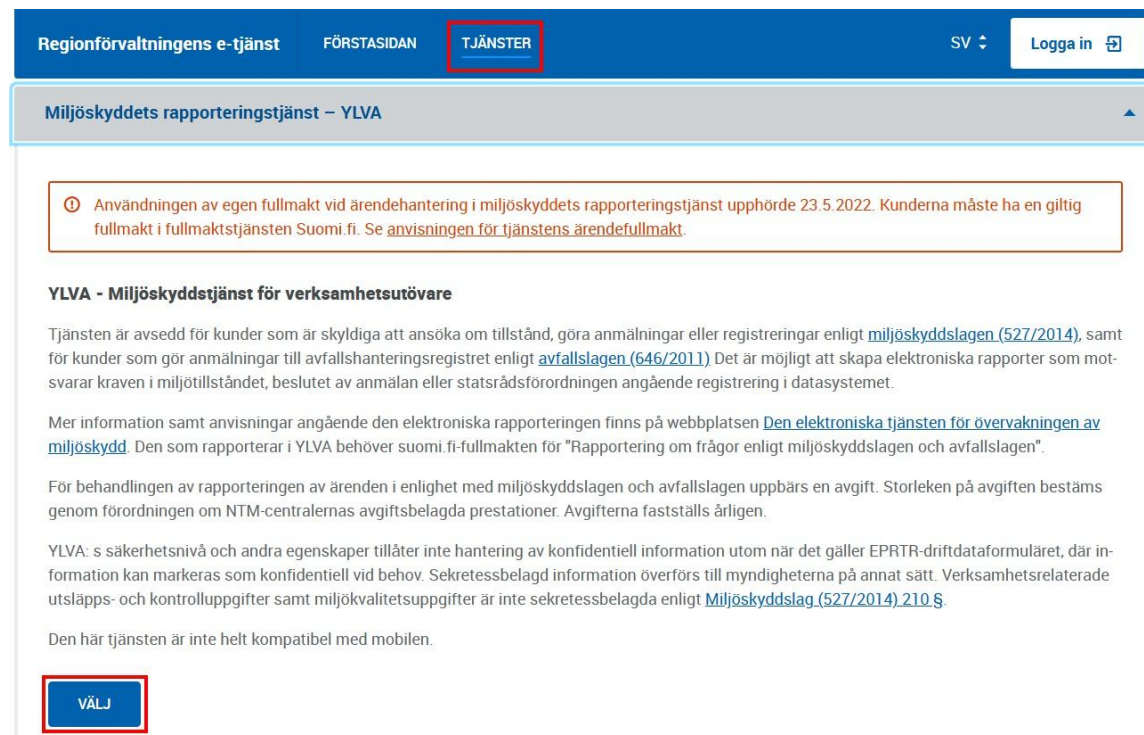 Regionförvaltningens e-tjänst FÖRSTASIDAN TJÄNSTER SV Logga in
Miljöskyddets rapporteringstjänst – YLVA
Användningen av egen fullmakt vid ärendehantering i miljöskyddets rapporteringstjänst upphörde 23.5.2022. Kunderna måste ha en giltig
fullmakt i fullmaktstjänsten Suomi.fi. Se anvisningen för tjänstens ärendefullmakt.
YLVA - Miljöskyddstjänst för verksamhetsutövare
Tjänsten är avsedd för kunder som är skyldiga att ansöka om tillstånd, göra anmälningar eller registreringar enligt miljöskyddslagen (527/2014), samt
för kunder som gör anmälningar till avfallshanteringsregistret enligt avfallslagen (646/2011) Det är möjligt att skapa elektroniska rapporter som mot-
svarar kraven i miljötillståndet, beslutet av anmälan eller statsrådsförordningen angående registrering i datasystemet.
Mer information samt anvisningar angående den elektroniska rapporteringen finns på webbplatsen Den elektroniska tjänsten för övervakningen av
miljöskydd. Den som rapporterar i YLVA behöver suomi.fi-fullmakten för "Rapportering om frågor enligt miljöskyddslagen och avfallslagen".
För behandlingen av rapporteringen av ärenden i enlighet med miljöskyddslagen och avfallslagen uppbärs en avgift. Storleken på avgiften bestäms
genom förordningen om NTM-centralernas avgiftsbelagda prestationer. Avgifterna fastställs årligen.
YLVA: s säkerhetsnivå och andra egenskaper tillåter inte hantering av konfidentiell information utom när det gäller EPRTR-driftdataformuläret, där in-
formation kan markeras som konfidentiell vid behov. Sekretessbelagd information överförs till myndigheterna på annat sätt. Verksamhetsrelaterade
utsläpps- och kontrolluppgifter samt miljökvalitetsuppgifter är inte sekretessbelagda enligt Miljöskyddslag (527/2014) 210 §.
Den här tjänsten är inte helt kompatibel med mobilen.
VÄLJ